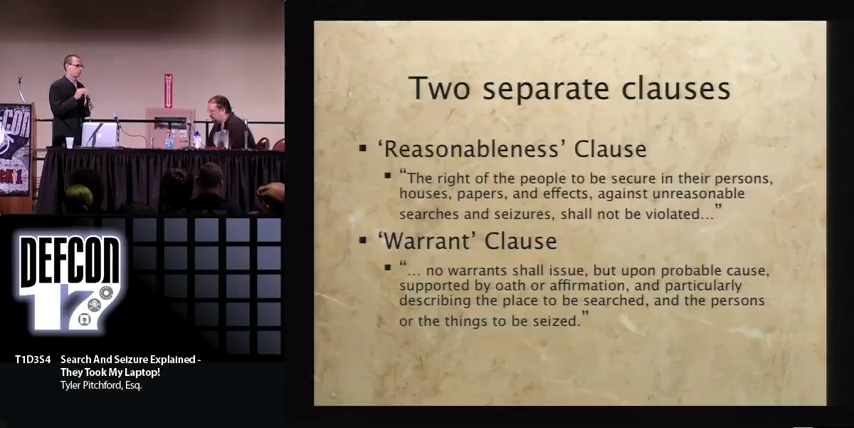 Two separate clauses
▪ ‘Reasonableness’ Clause
▪ “The right of the people to be secure in their persons,
houses, papers, and effects, against unreasonable
searches and seizures, shall not be violated...”
▪ ‘Warrant’ Clause
▪ “... no warrants shall issue, but upon probable cause,
supported by oath or affirmation, and particularly
describing the place to be searched, and the persons
or the things to be seized.”
DEFCON
17
T1D3S4 Search And Seizure Explained -
They Took My Laptop!
Tyler Pitchford, Esq.